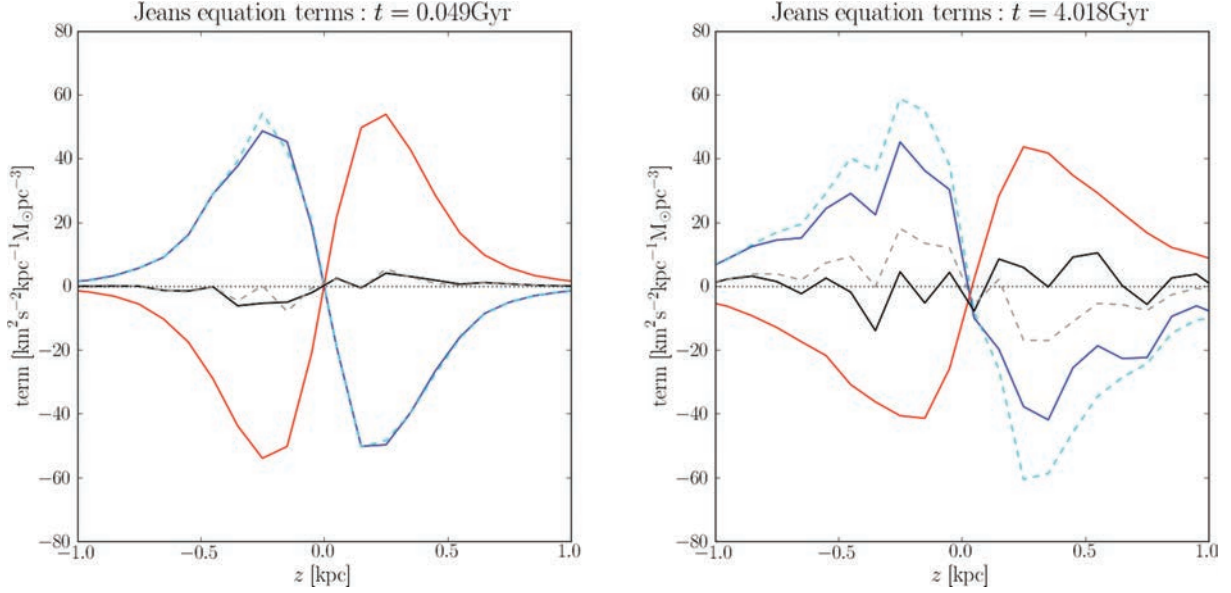 Jeans equation terms : t = 0.049Gyr
80
60
40
20
0
−20
−40
−60
−80
term [km²s⁻²kpc⁻¹M☉pc⁻³]
−1.0 −0.5 0.0 0.5 1.0
z [kpc]
Jeans equation terms : t = 4.018Gyr
80
60
40
20
0
−20
−40
−60
−80
term [km²s⁻²kpc⁻¹M☉pc⁻³]
−1.0 −0.5 0.0 0.5 1.0
z [kpc]